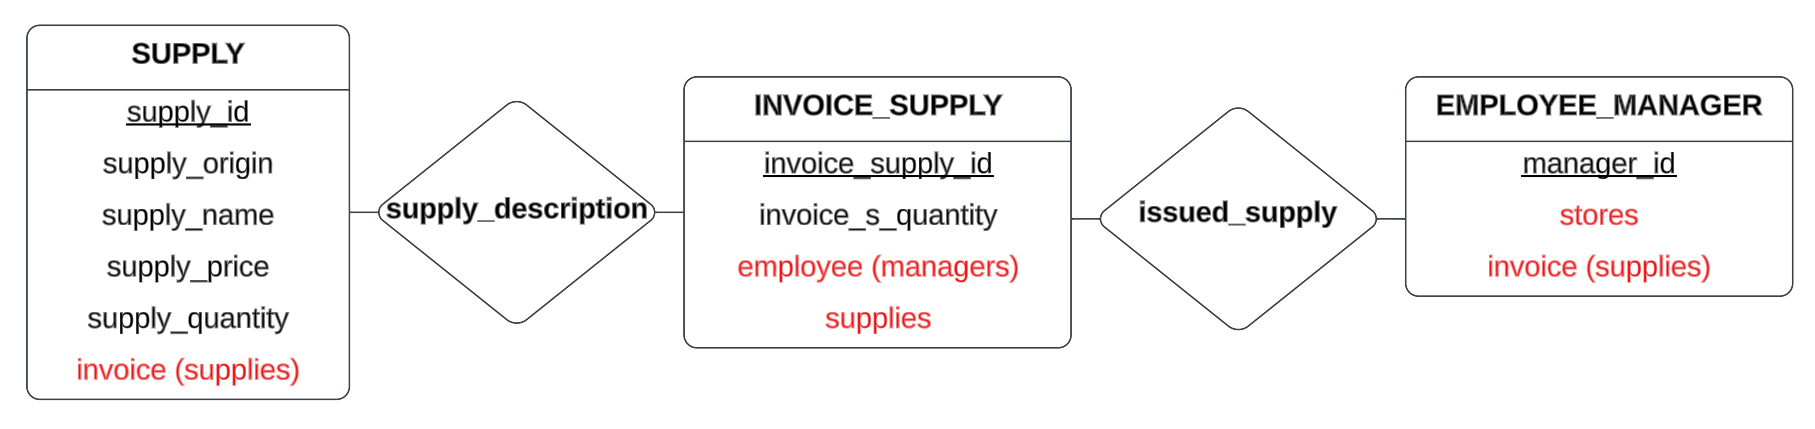 SUPPLY
supply_id
supply_origin
supply_name
supply_price
supply_quantity
invoice (supplies)
supply_description
INVOICE_SUPPLY
invoice_supply_id
invoice_s_quantity
employee (managers)
supplies
issued_supply
EMPLOYEE_MANAGER
manager_id
stores
invoice (supplies)